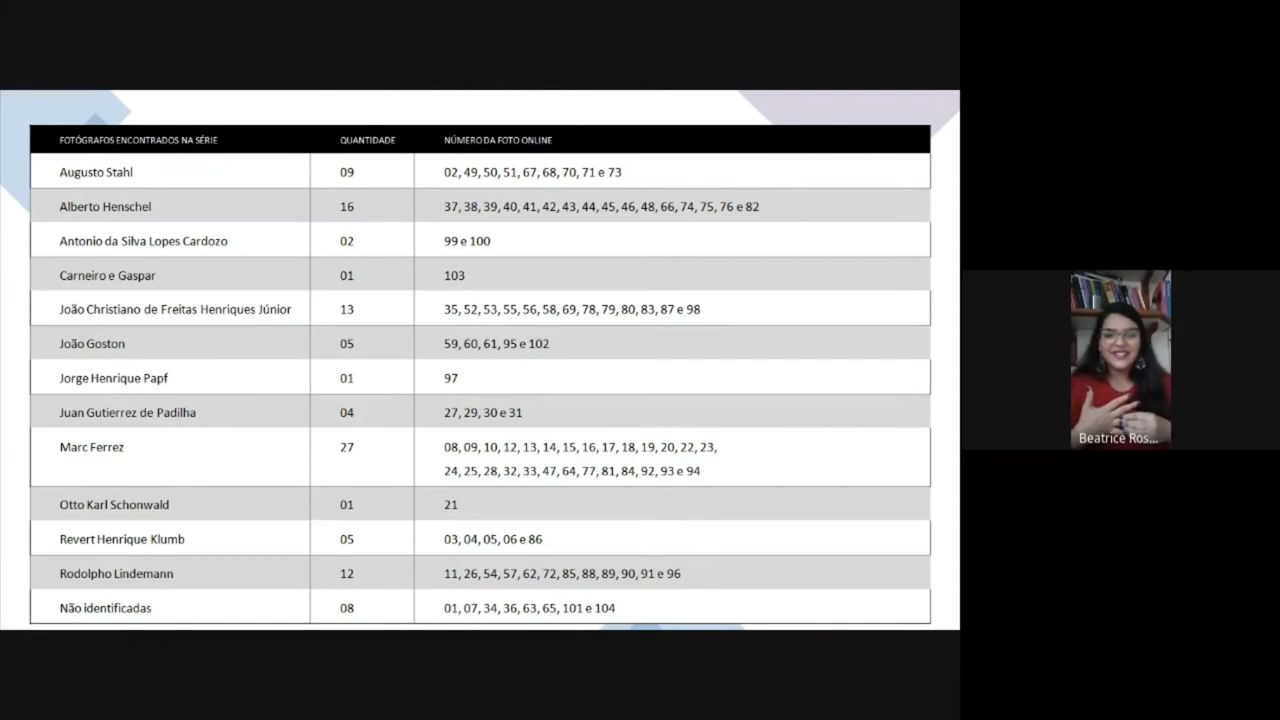 FOTÓGRAFOS ENCONTRADOS NA SÉRIE QUANTIDADE NÚMERO DA FOTO ONLINE
Augusto Stahl 09 02, 49, 50, 51, 67, 68, 70, 71 e 73
Alberto Henschel 16 37, 38, 39, 40, 41, 42, 43, 44, 45, 46, 48, 66, 74, 75, 76 e 82
Antonio da Silva Lopes Cardozo 02 99 e 100
Carneiro e Gaspar 01 103
João Christiano de Freitas Henriques Júnior 13 35, 52, 53, 55, 56, 58, 69, 78, 79, 80, 83, 87 e 98
João Goston 05 59, 60, 61, 95 e 102
Jorge Henrique Papf 01 97
Juan Gutierrez de Padilha 04 27, 29, 30 e 31
Marc Ferrez 27 08, 09, 10, 12, 13, 14, 15, 16, 17, 18, 19, 20, 22, 23,
24, 25, 28, 32, 33, 47, 64, 77, 81, 84, 92, 93 e 94
Otto Karl Schonwald 01 21
Revert Henrique Klumb 05 03, 04, 05, 06 e 86
Rodolpho Lindemann 12 11, 26, 54, 57, 62, 72, 85, 88, 89, 90, 91 e 96
Não identificadas 08 01, 07, 34, 36, 63, 65, 101 e 104
Beatrice Ros...